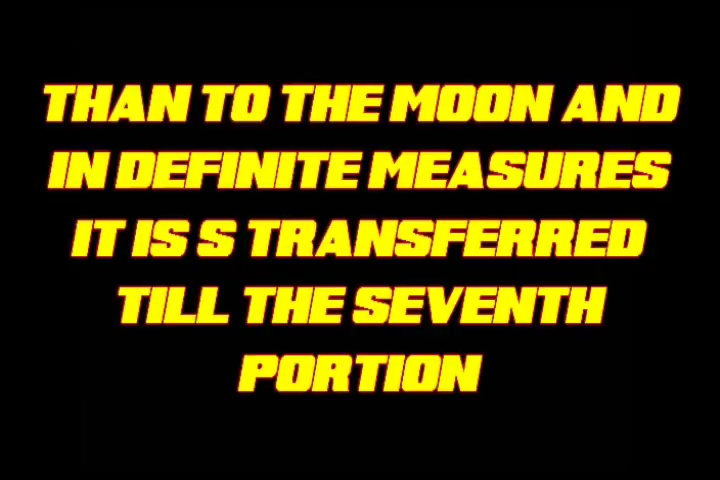 THAN TO THE MOON AND
IN DEFINITE MEASURES
IT IS S TRANSFERRED
TILL THE SEVENTH
PORTION